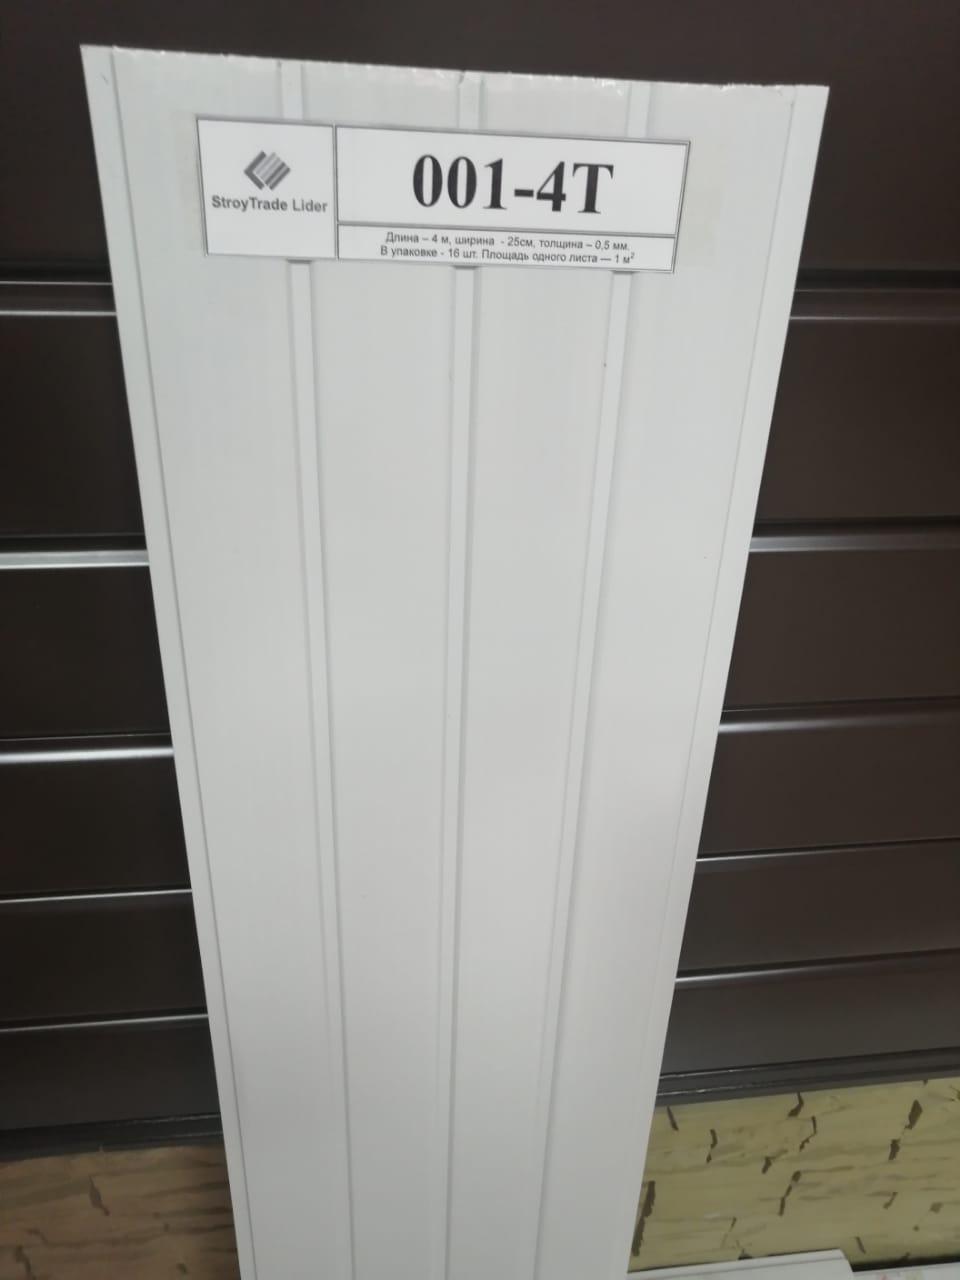 StroyTrade Lider
001-4T
Длина – 4 м, ширина - 25см, толщина – 0,5 мм.
В упаковке - 16 шт. Площадь одного листа — 1 м²